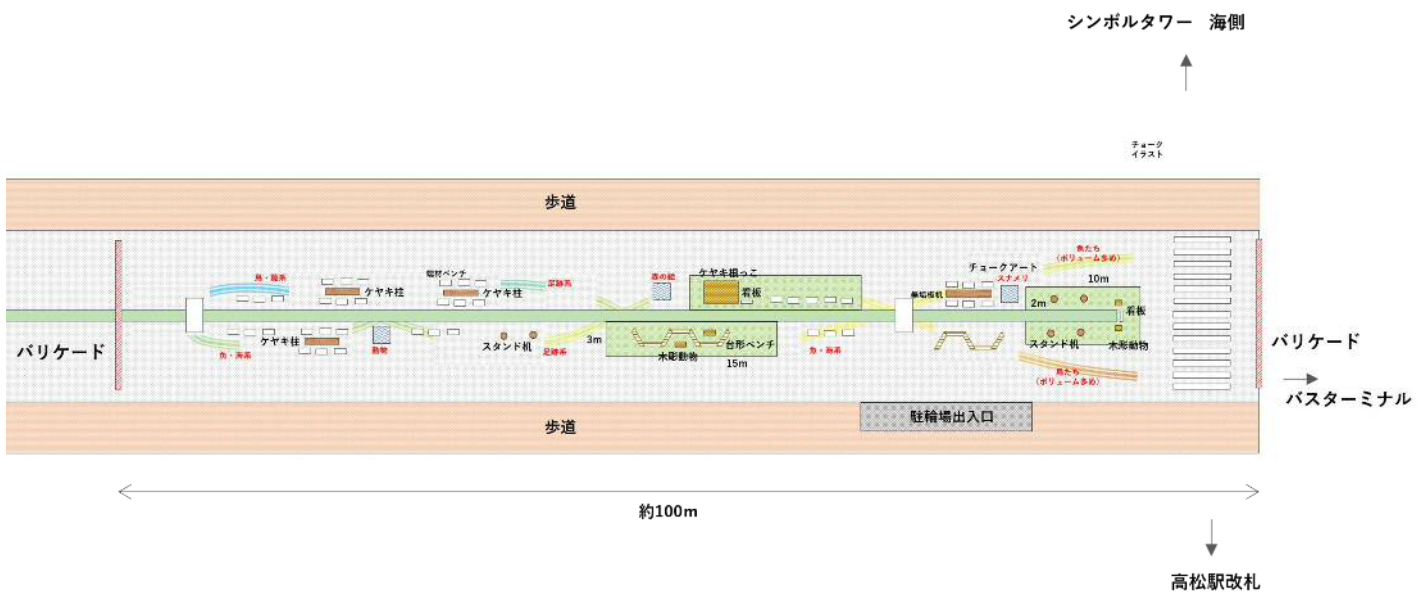 シンボルタワー 海側
チョーク
イラスト
歩道
魚たち
(ボリューム多め)
チョークアート
スナメリ
10m
鳥・陸系
端材ベンチ
足跡系
森の絵
ケヤキ根っこ
ケヤキ柱
ケヤキ柱
看板
2m
看板
バリケード
ケヤキ柱
魚・海系
動物
スタンド机
足跡系
3m
木彫動物
台形ベンチ
15m
魚・海系
スタンド机
木彫動物
鳥たち
(ボリューム多め)
バリケード
バスターミナル
駐輪場出入口
歩道
約100m
高松駅改札